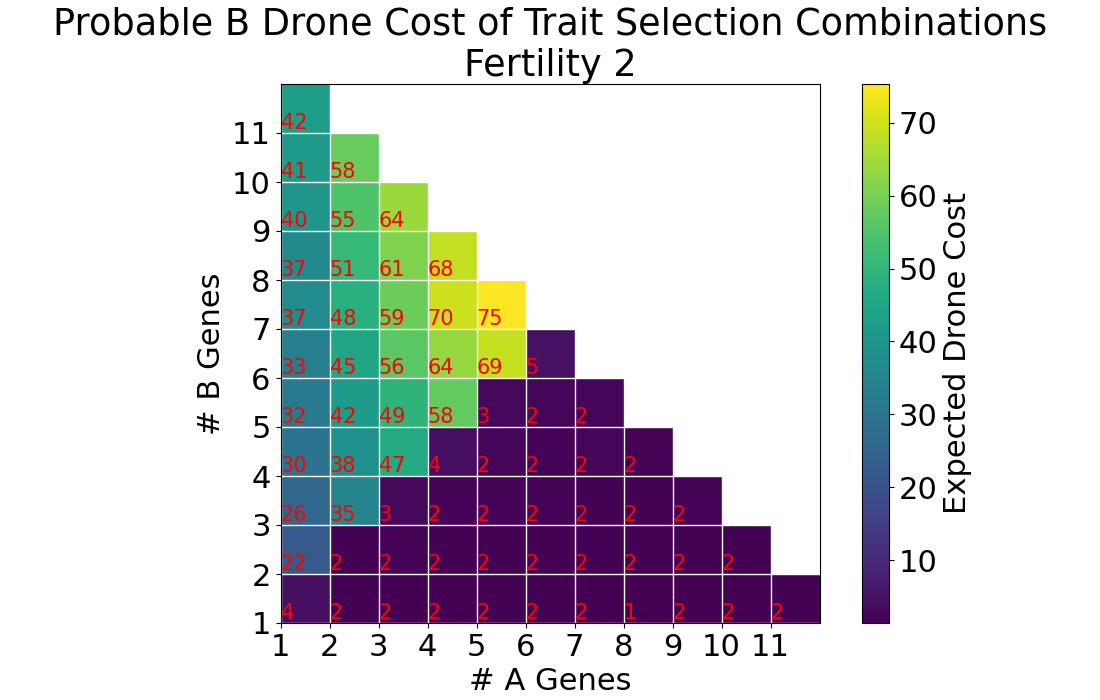 Probable B Drone Cost of Trait Selection Combinations
Fertility 2
42
11
41 58
10
40 55 64
9
37 51 61 68
8
37 48 59 70 75
7
33 45 56 64 69 5
6
32 42 49 58 3 2 2
5
30 38 47 4 2 2 2 2
4
26 35 3 2 2 2 2 2 2
3
22 2 2 2 2 2 2 2 2 2
2
4 2 2 2 2 2 2 1 2 2 2
1
1 2 3 4 5 6 7 8 9 10 11
# A Genes
# B Genes
70
60
50
40
30
20
10
Expected Drone Cost